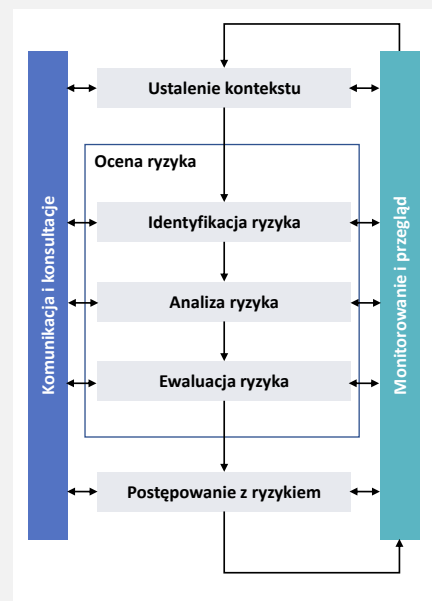 Ustalenie kontekstu
Ocena ryzyka
Identyfikacja ryzyka
Analiza ryzyka
Ewaluacja ryzyka
Postępowanie z ryzykiem
Komunikacja i konsultacje
Monitorowanie i przegląd